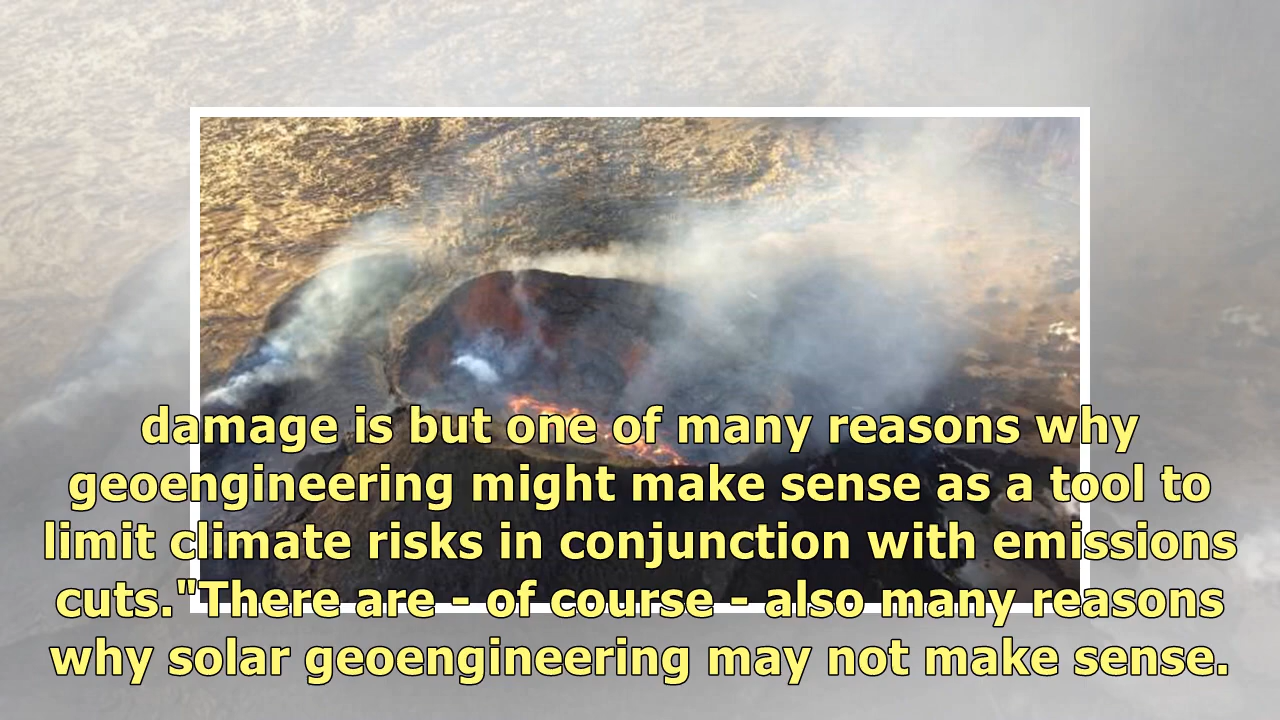 damage is but one of many reasons why
geoengineering might make sense as a tool to
limit climate risks in conjunction with emissions
cuts."There are - of course - also many reasons
why solar geoengineering may not make sense.